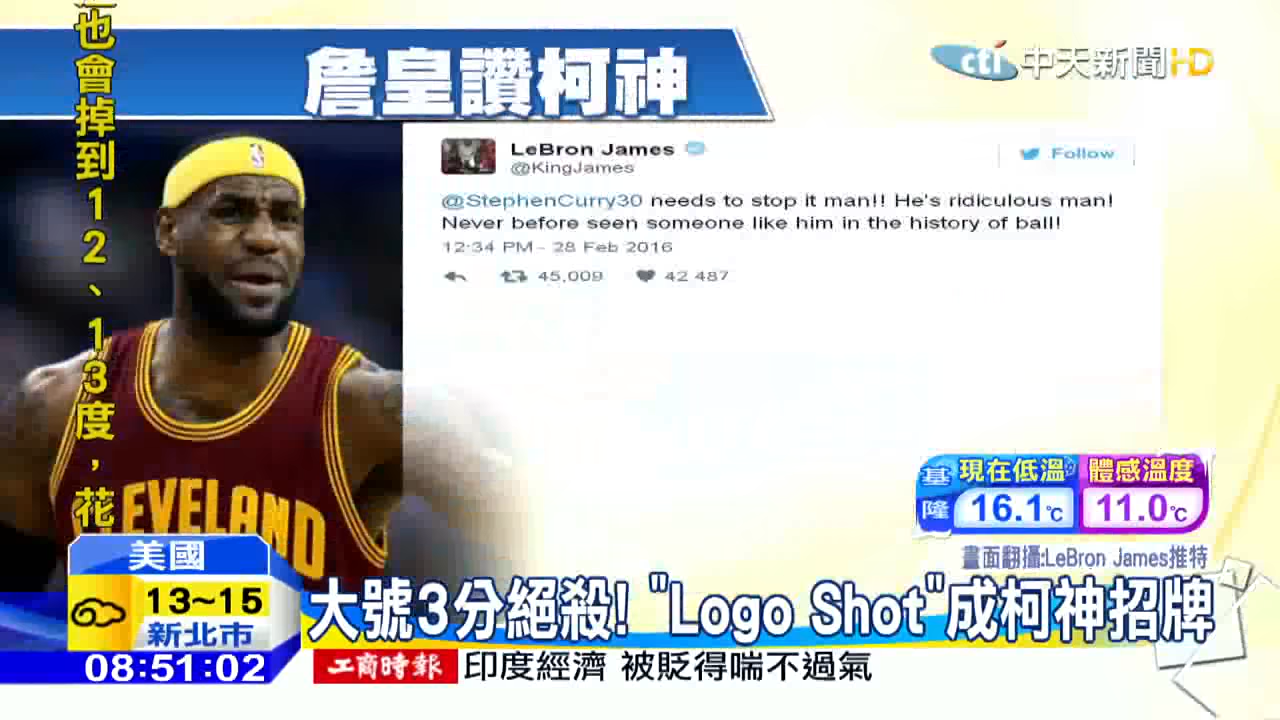 也會掉到12、13度，花
詹皇讚柯神
cti 中天新聞HD
LeBron James
@KingJames
Follow
@StephenCurry30 needs to stop it man!! He's ridiculous man!
Never before seen someone like him in the history of ball!
12:34 PM - 28 Feb 2016
45,009 42 487
CLEVELAND
基隆
現在低溫 體感溫度
16.1℃ 11.0℃
畫面翻攝:LeBron James推特
美國
13~15
新北市
08:51:02
大號3分絕殺! "Logo Shot"成柯神招牌
工商時報 印度經濟 被貶得喘不過氣